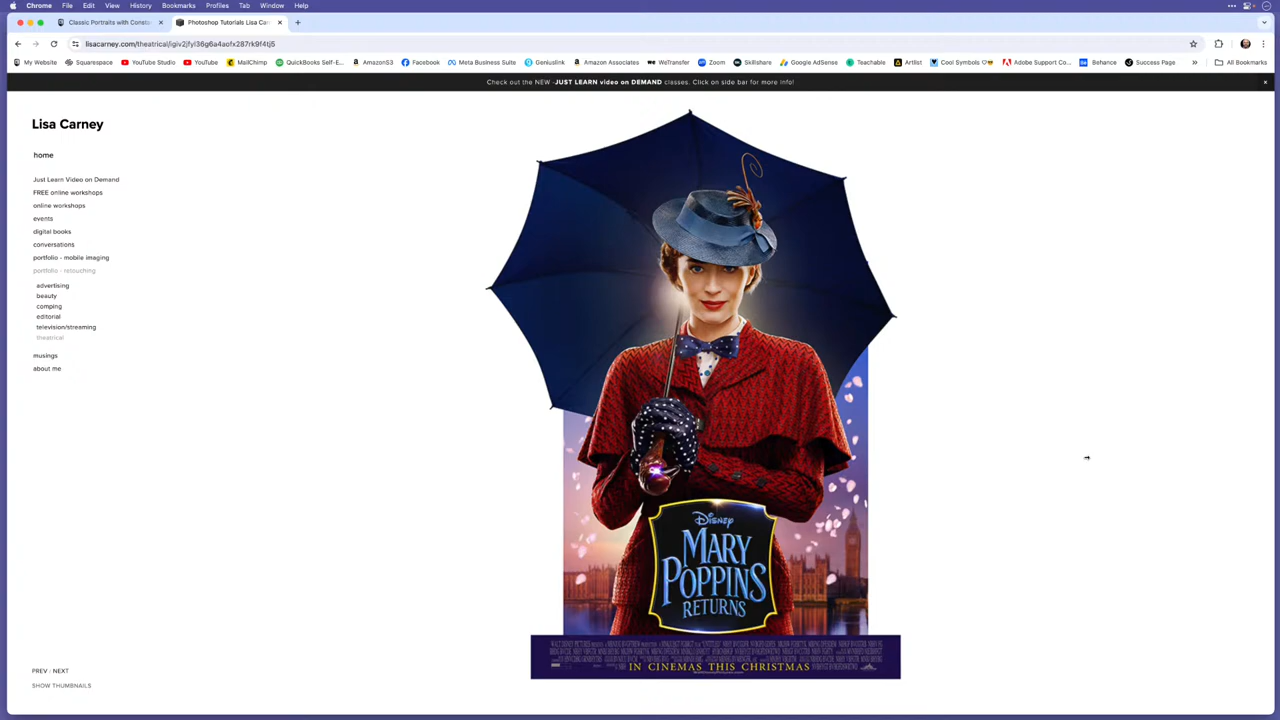 Chrome File Edit View History Bookmarks Profiles Tab Window Help
Classic Portraits with Consta
Photoshop Tutorials Lisa Car
lisacarney.com/theatrical/igiv2jfyl36g6a4aofx287rk9f4tj5
My Website Squarespace YouTube Studio YouTube MailChimp QuickBooks Self-E... AmazonS3 Facebook Meta Business Suite Geniuslink Amazon Associates WeTransfer Zoom Skillshare Google AdSense Teachable Artlist Cool Symbols Adobe Support Co... Behance Success Page » All Bookmarks
Check out the NEW -JUST LEARN video on DEMAND classes. Click on side bar for more info!
Lisa Carney
home
Just Learn Video on Demand
FREE online workshops
online workshops
events
digital books
conversations
portfolio - mobile imaging
portfolio - retouching
advertising
beauty
comping
editorial
television/streaming
theatrical
musings
about me
PREV · NEXT
SHOW THUMBNAILS
DISNEY
MARY
POPPINS
RETURNS
IN CINEMAS THIS CHRISTMAS